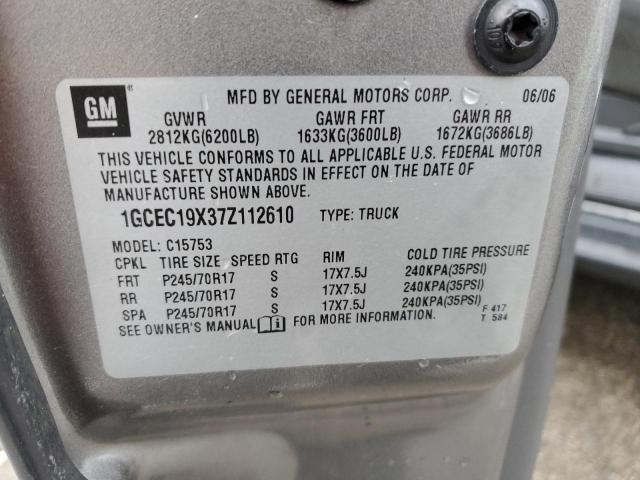 GM
MFD BY GENERAL MOTORS CORP. 06/06
GVWR GAWR FRT GAWR RR
2812KG(6200LB) 1633KG(3600LB) 1672KG(3686LB)
THIS VEHICLE CONFORMS TO ALL APPLICABLE U.S. FEDERAL MOTOR
VEHICLE SAFETY STANDARDS IN EFFECT ON THE DATE OF
MANUFACTURE SHOWN ABOVE.
1GCEC19X37Z112610 TYPE: TRUCK
MODEL: C15753
CPKL TIRE SIZE SPEED RTG RIM COLD TIRE PRESSURE
FRT P245/70R17 S 17X7.5J 240KPA(35PSI)
RR P245/70R17 S 17X7.5J 240KPA(35PSI)
SPA P245/70R17 S 17X7.5J 240KPA(35PSI)
SEE OWNER'S MANUAL FOR MORE INFORMATION.
F 417
T 584